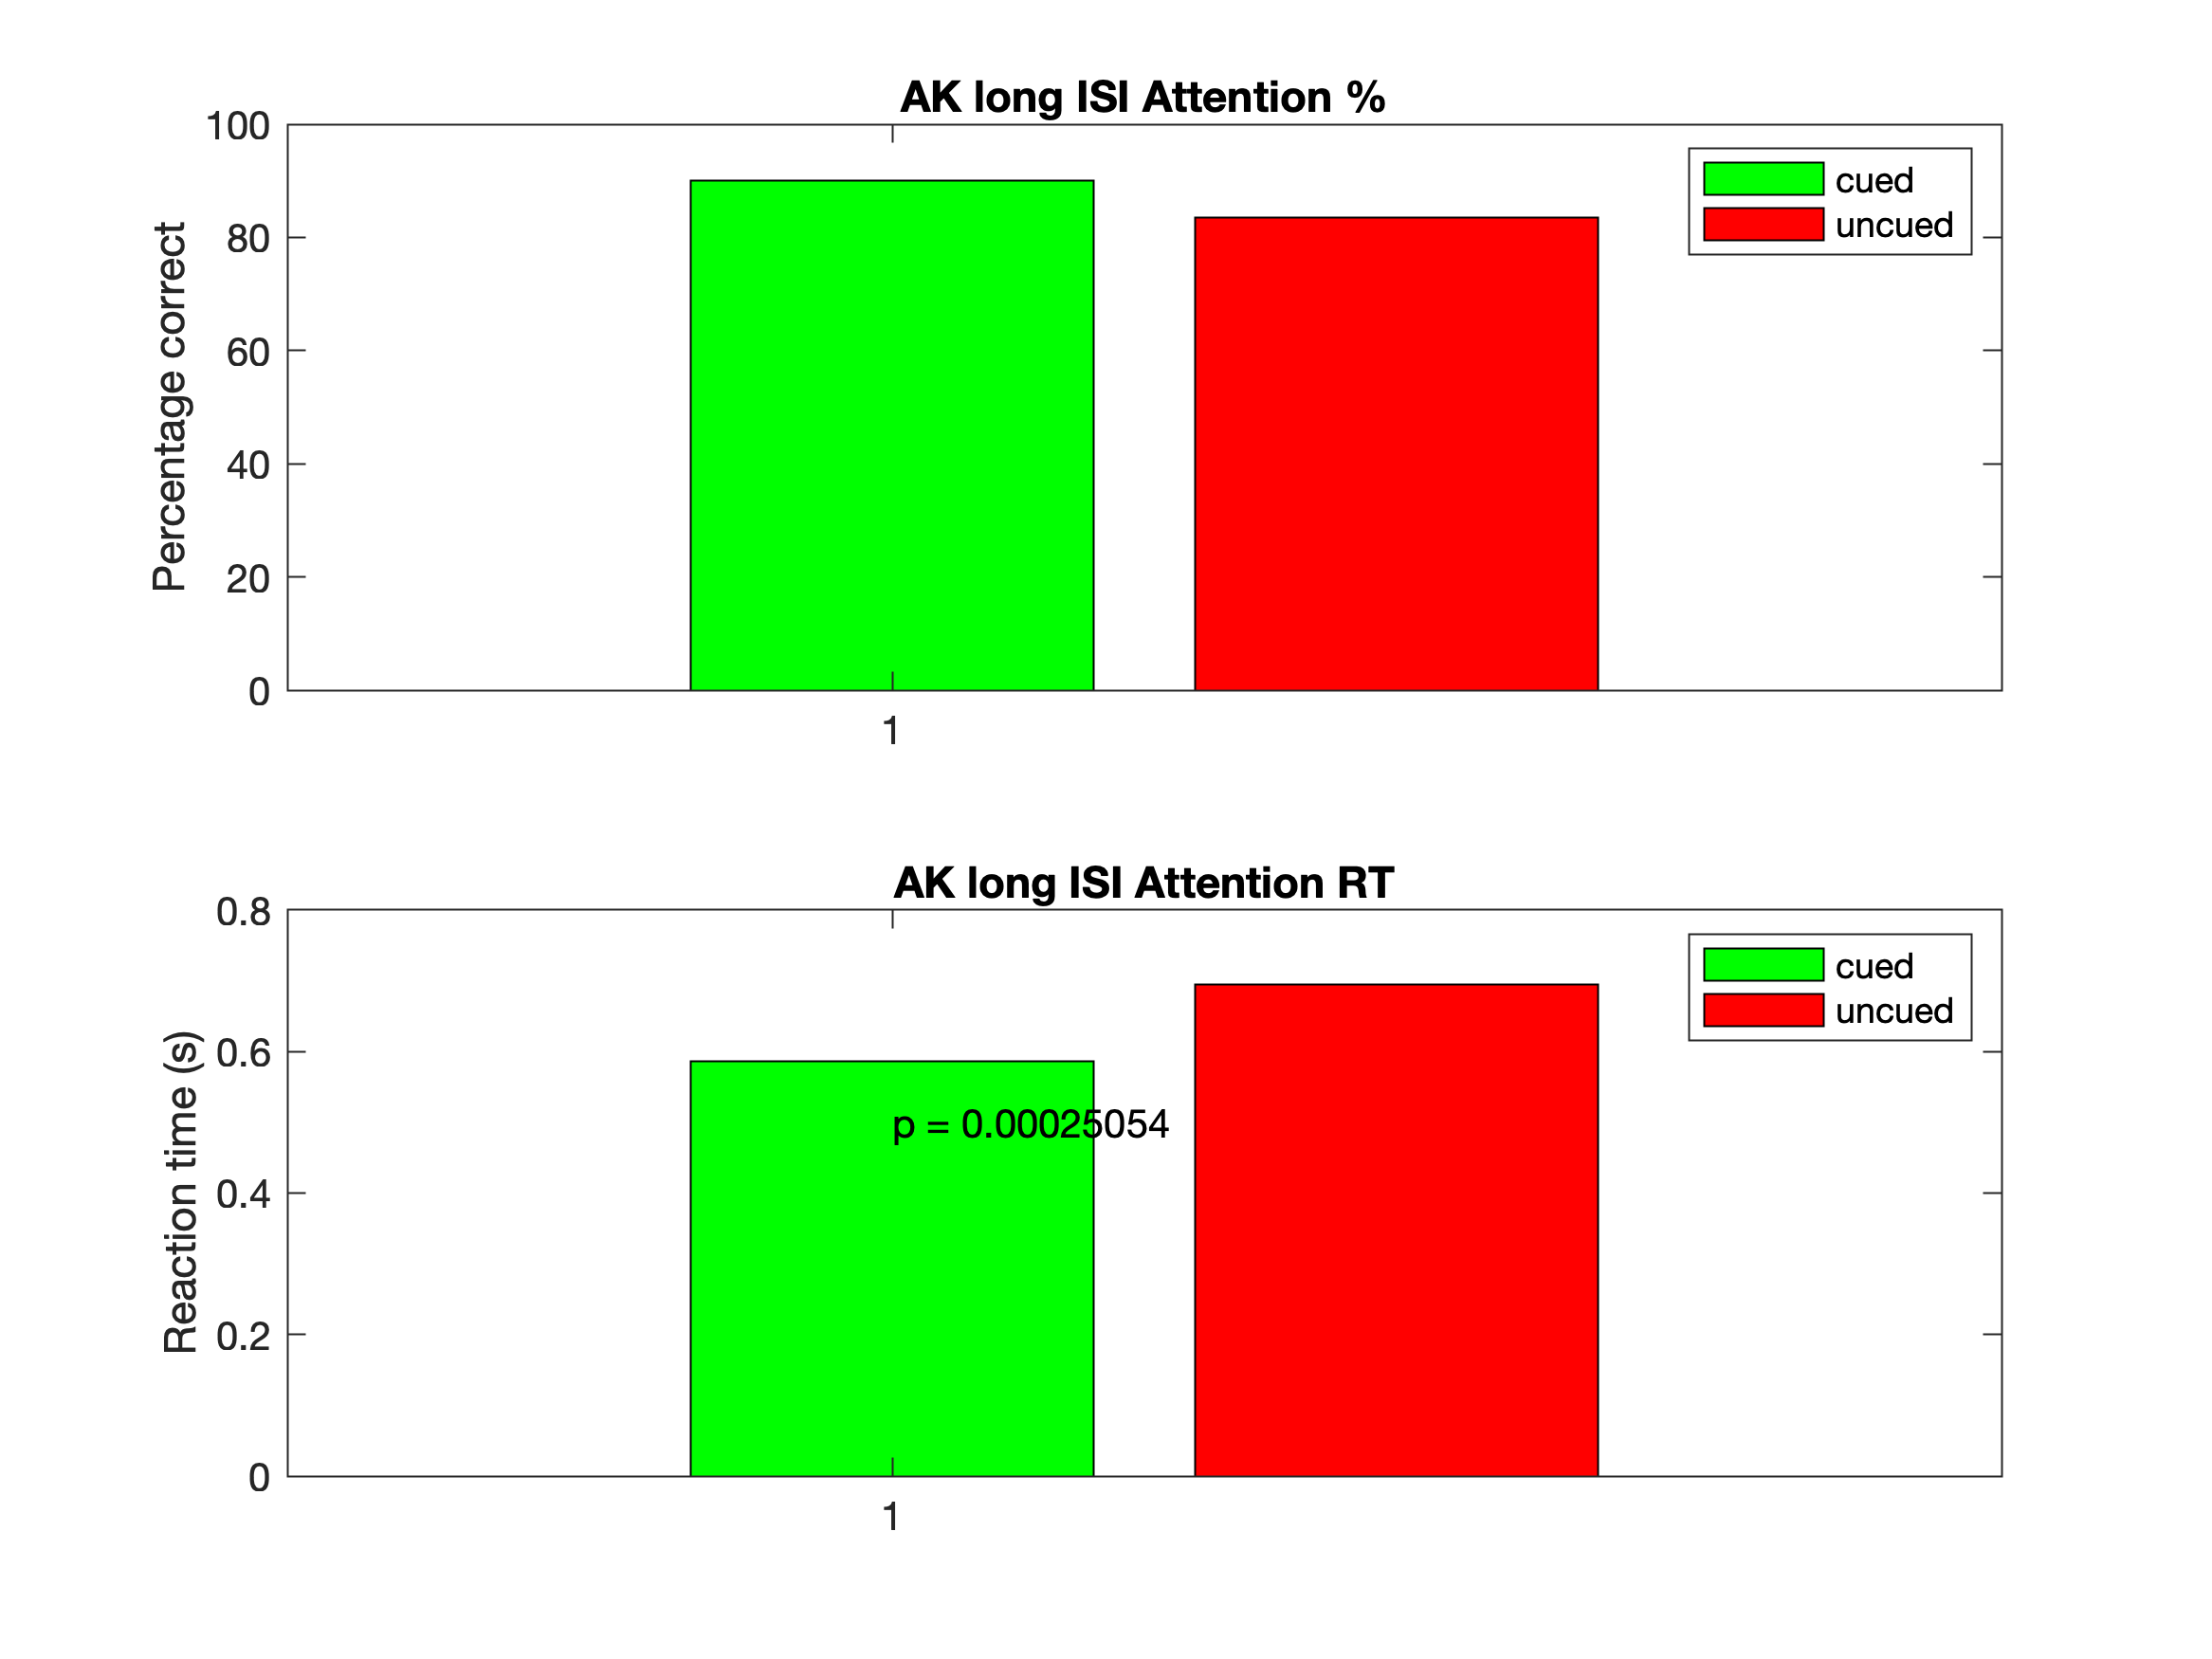 AK long ISI Attention %
100
80
60
40
20
0
Percentage correct
cued
uncued
1
AK long ISI Attention RT
0.8
0.6
0.4
0.2
0
Reaction time (s)
cued
uncued
p = 0.00025054
1